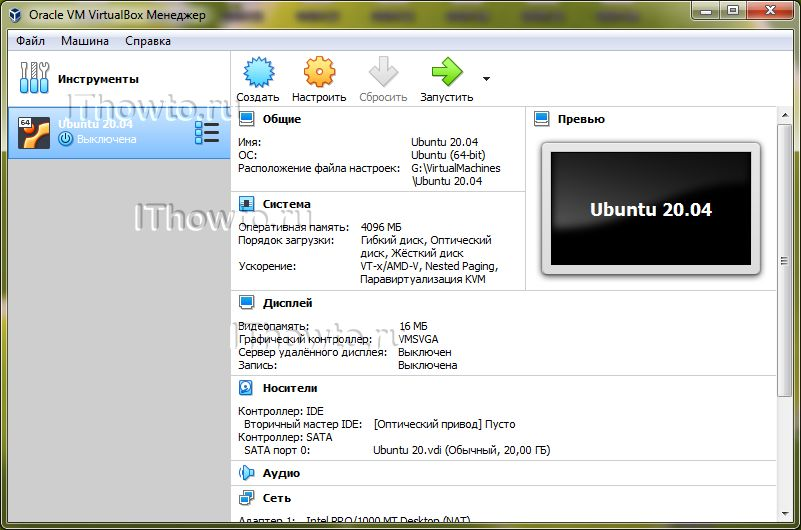 Oracle VM VirtualBox Менеджер
Файл Машина Справка
Инструменты
Создать Настроить Сбросить Запустить
IThowto.ru
64
Ubuntu 20.04
Выключена
Общие
Имя: Ubuntu 20.04
ОС: Ubuntu (64-bit)
Расположение файла настроек: G:\VirtualMachines
\Ubuntu 20.04
Превью
Ubuntu 20.04
Система
IThowto.ru
Оперативная память: 4096 МБ
Порядок загрузки: Гибкий диск, Оптический
диск, Жёсткий диск
Ускорение: VT-x/AMD-V, Nested Paging,
Паравиртуализация KVM
Дисплей
IThowto.ru
Видеопамять: 16 МБ
Графический контроллер: VMSVGA
Сервер удалённого дисплея: Выключен
Запись: Выключена
Носители
Контроллер: IDE
Вторичный мастер IDE: [Оптический привод] Пусто
Контроллер: SATA
SATA порт 0: Ubuntu 20.vdi (Обычный, 20,00 ГБ)
Аудио
Сеть
Адаптер 1: Intel PRO/1000 MT Desktop (NAT)